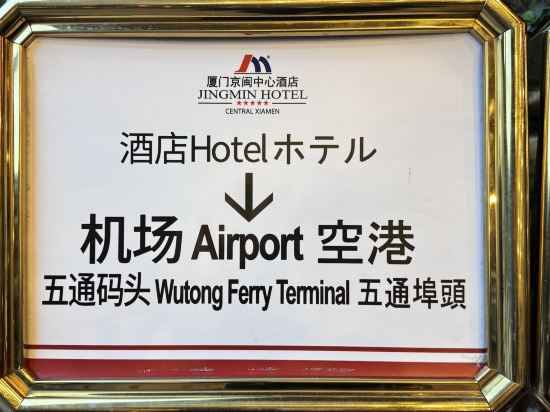 厦门京闽中心酒店
JINGMIN HOTEL
★★★★★
CENTRAL XIAMEN
酒店Hotelホテル
↓
机场 Airport 空港
五通码头 Wutong Ferry Terminal 五通埠頭